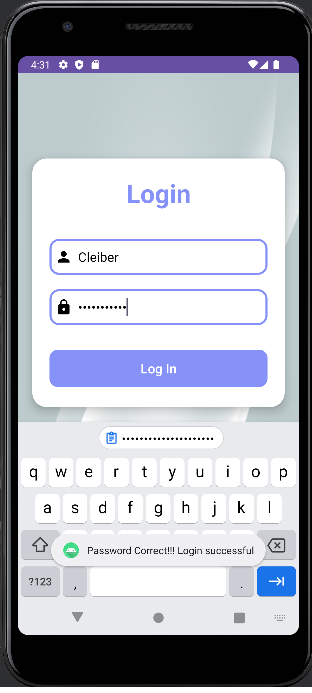 4:31
Login
Cleiber
•••••••••••
Log In
•••••••••••••••••••••
q w e r t y u i o p
a s d f g h j k l
Password Correct!!! Login successful
?123 , .